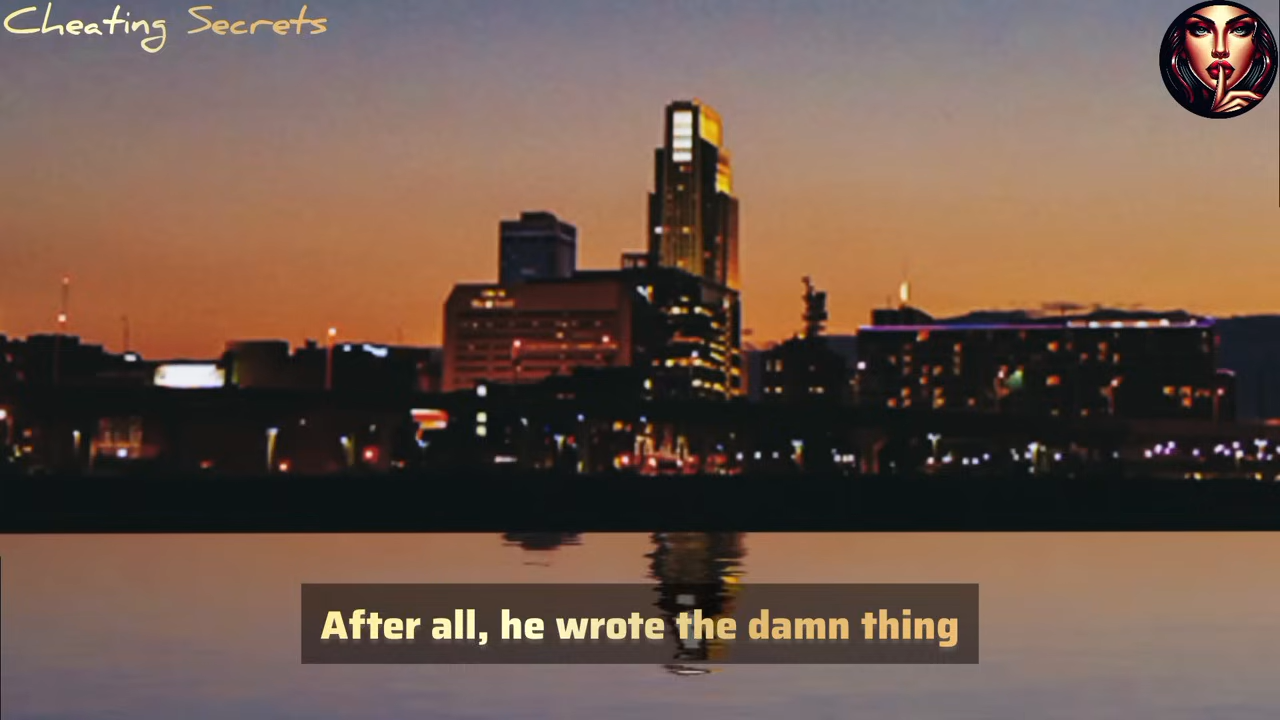 Cheating Secrets
After all, he wrote the damn thing